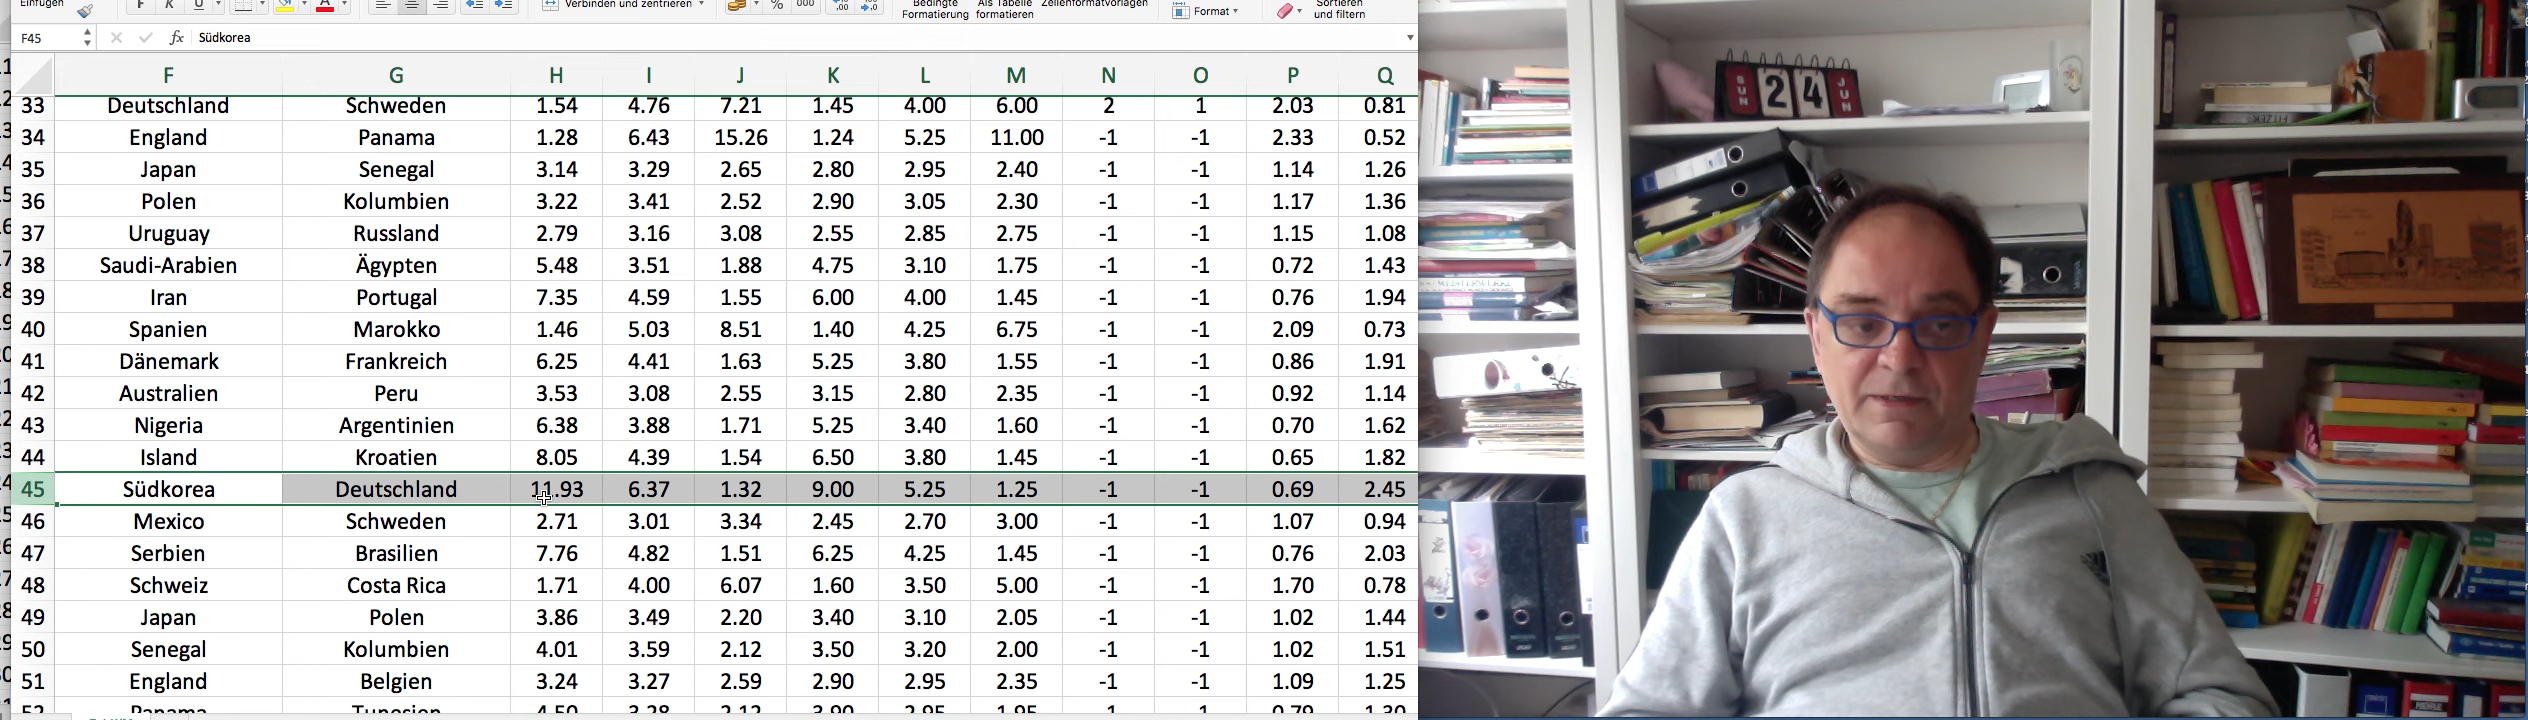 Einfügen F K U A Verbinden und zentrieren % 000 Bedingte Formatierung Als Tabelle formatieren Zellenformatvorlagen Format Sortieren und filtern
F45 fx Südkorea
F G H I J K L M N O P Q
33 Deutschland Schweden 1.54 4.76 7.21 1.45 4.00 6.00 2 1 2.03 0.81
34 England Panama 1.28 6.43 15.26 1.24 5.25 11.00 -1 -1 2.33 0.52
35 Japan Senegal 3.14 3.29 2.65 2.80 2.95 2.40 -1 -1 1.14 1.26
36 Polen Kolumbien 3.22 3.41 2.52 2.90 3.05 2.30 -1 -1 1.17 1.36
37 Uruguay Russland 2.79 3.16 3.08 2.55 2.85 2.75 -1 -1 1.15 1.08
38 Saudi-Arabien Ägypten 5.48 3.51 1.88 4.75 3.10 1.75 -1 -1 0.72 1.43
39 Iran Portugal 7.35 4.59 1.55 6.00 4.00 1.45 -1 -1 0.76 1.94
40 Spanien Marokko 1.46 5.03 8.51 1.40 4.25 6.75 -1 -1 2.09 0.73
41 Dänemark Frankreich 6.25 4.41 1.63 5.25 3.80 1.55 -1 -1 0.86 1.91
42 Australien Peru 3.53 3.08 2.55 3.15 2.80 2.35 -1 -1 0.92 1.14
43 Nigeria Argentinien 6.38 3.88 1.71 5.25 3.40 1.60 -1 -1 0.70 1.62
44 Island Kroatien 8.05 4.39 1.54 6.50 3.80 1.45 -1 -1 0.65 1.82
45 Südkorea Deutschland 11.93 6.37 1.32 9.00 5.25 1.25 -1 -1 0.69 2.45
46 Mexico Schweden 2.71 3.01 3.34 2.45 2.70 3.00 -1 -1 1.07 0.94
47 Serbien Brasilien 7.76 4.82 1.51 6.25 4.25 1.45 -1 -1 0.76 2.03
48 Schweiz Costa Rica 1.71 4.00 6.07 1.60 3.50 5.00 -1 -1 1.70 0.78
49 Japan Polen 3.86 3.49 2.20 3.40 3.10 2.05 -1 -1 1.02 1.44
50 Senegal Kolumbien 4.01 3.59 2.12 3.50 3.20 2.00 -1 -1 1.02 1.51
51 England Belgien 3.24 3.27 2.59 2.90 2.95 2.35 -1 -1 1.09 1.25
SUN 24 JUN